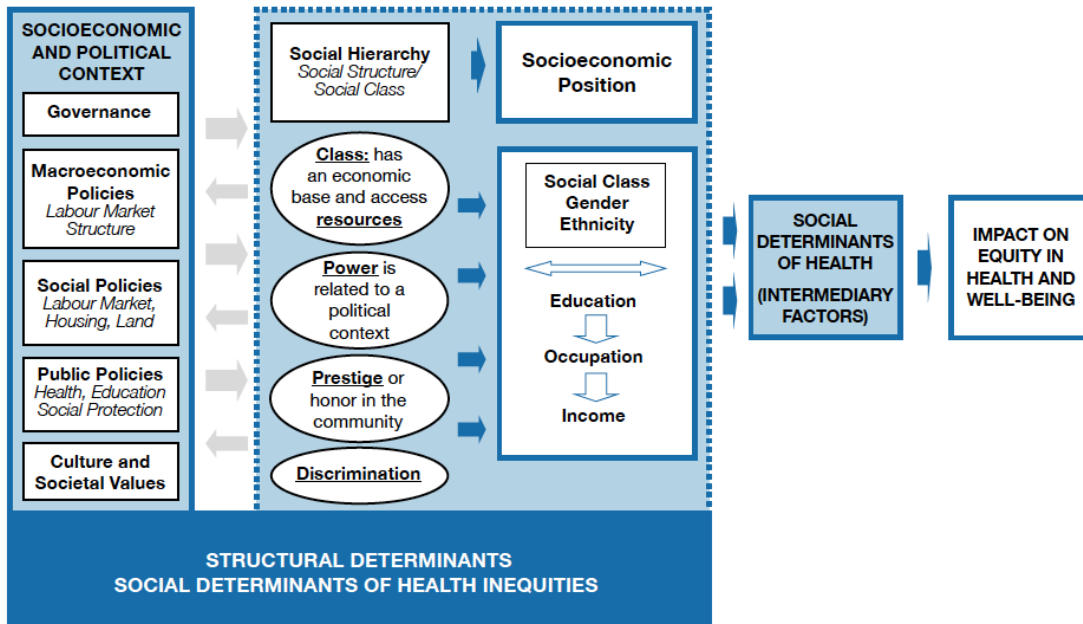 SOCIOECONOMIC
AND POLITICAL
CONTEXT
Governance
Macroeconomic
Policies
Labour Market
Structure
Social Policies
Labour Market,
Housing, Land
Public Policies
Health, Education
Social Protection
Culture and
Societal Values
Social Hierarchy
Social Structure/
Social Class
Class: has
an economic
base and access
resources
Power is
related to a
political
context
Prestige or
honor in the
community
Discrimination
Socioeconomic
Position
Social Class
Gender
Ethnicity
Education
Occupation
Income
SOCIAL
DETERMINANTS
OF HEALTH
(INTERMEDIARY
FACTORS)
IMPACT ON
EQUITY IN
HEALTH AND
WELL-BEING
STRUCTURAL DETERMINANTS
SOCIAL DETERMINANTS OF HEALTH INEQUITIES